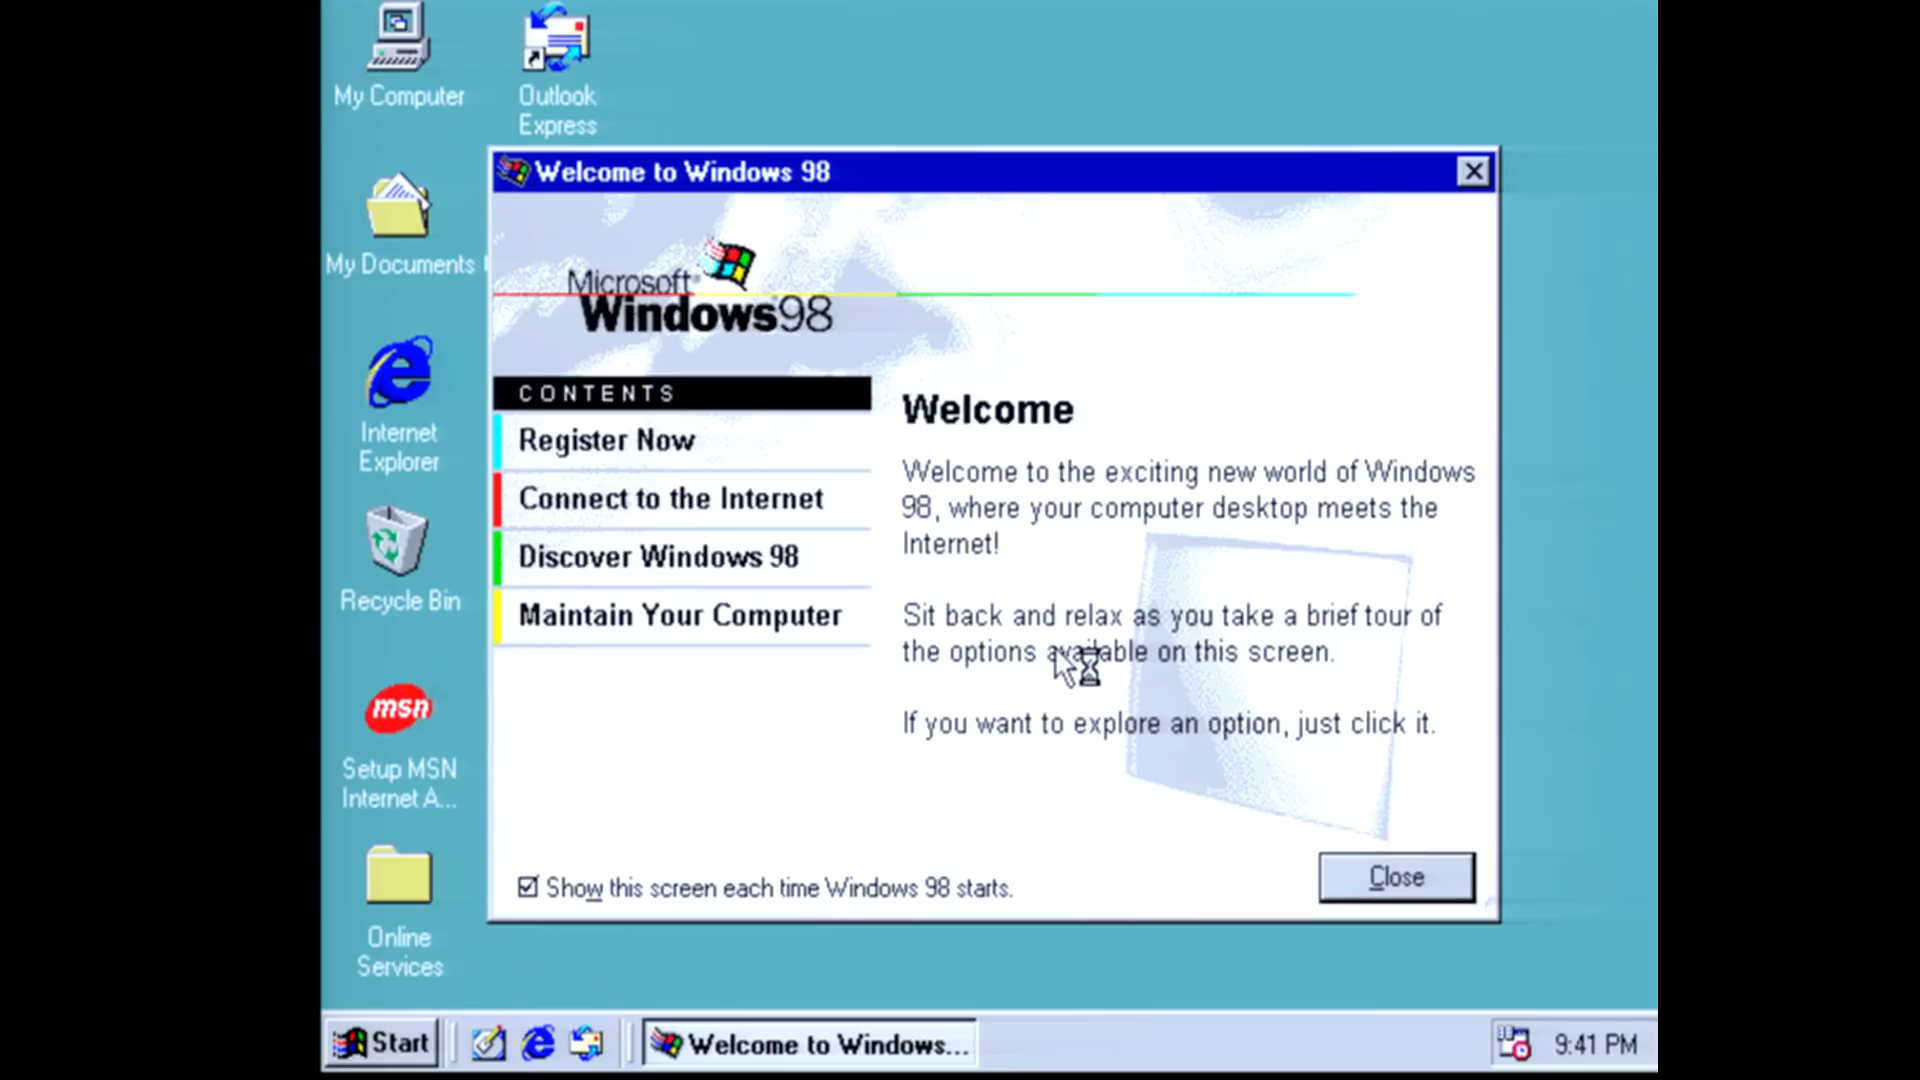 My Computer
Outlook
Express
My Documents
Internet
Explorer
Recycle Bin
msn
Setup MSN
Internet A...
Online
Services
Welcome to Windows 98
Microsoft
Windows98
CONTENTS
Register Now
Connect to the Internet
Discover Windows 98
Maintain Your Computer
Welcome
Welcome to the exciting new world of Windows
98, where your computer desktop meets the
Internet!
Sit back and relax as you take a brief tour of
the options available on this screen.
If you want to explore an option, just click it.
Show this screen each time Windows 98 starts.
Close
Start
Welcome to Windows...
9:41 PM